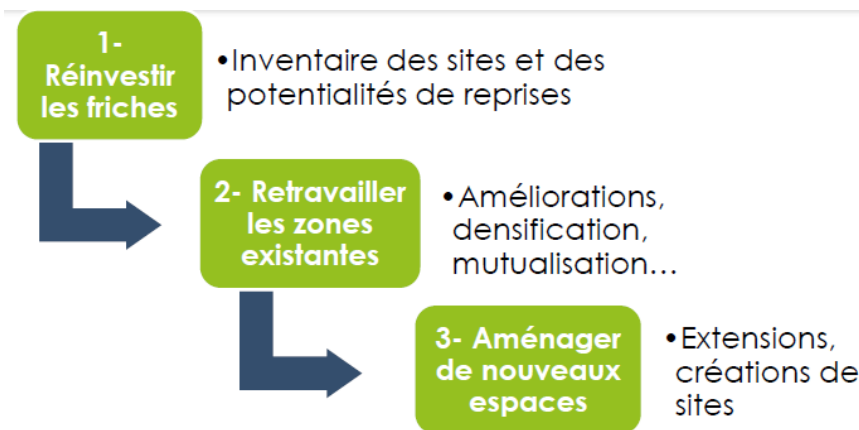 1-
Réinvestir
les friches
•Inventaire des sites et des
potentialités de reprises
2- Retravailler
les zones
existantes
•Améliorations,
densification,
mutualisation…
3- Aménager
de nouveaux
espaces
•Extensions,
créations de
sites